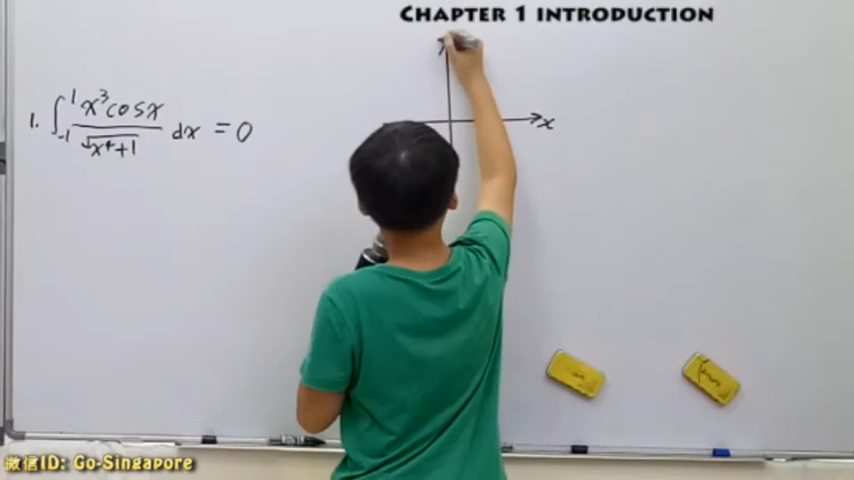 CHAPTER 1 INTRODUCTION
1. ∫₋₁¹ x³cosx / √(x⁴+1) dx = 0
x
微信ID: Go-Singapore